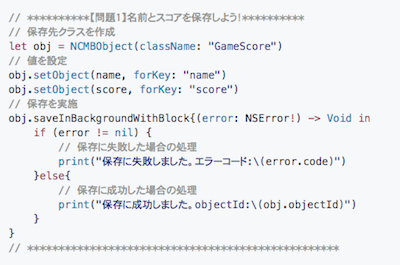 // **********【問題1】名前とスコアを保存しよう!**********
// 保存先クラスを作成
let obj = NCMBObject(className: "GameScore")
// 値を設定
obj.setObject(name, forKey: "name")
obj.setObject(score, forKey: "score")
// 保存を実施
obj.saveInBackgroundWithBlock{(error: NSError!) -> Void in
    if (error != nil) {
        // 保存に失敗した場合の処理
        print("保存に失敗しました。エラーコード:\(error.code)")
    }else{
        // 保存に成功した場合の処理
        print("保存に成功しました。objectId:\(obj.objectId)")
    }
}
// **************************************************